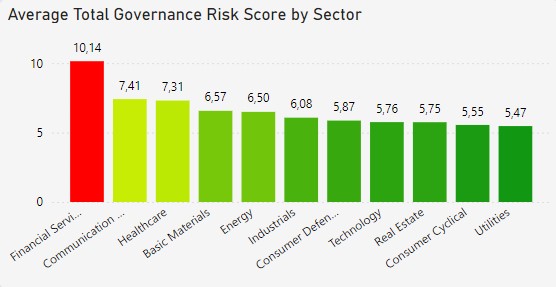 Average Total Governance Risk Score by Sector
10,14
7,41
7,31
6,57
6,50
6,08
5,87
5,76
5,75
5,55
5,47
10
5
0
Financial Servi...
Communication ...
Healthcare
Basic Materials
Energy
Industrials
Consumer Defen...
Technology
Real Estate
Consumer Cyclical
Utilities